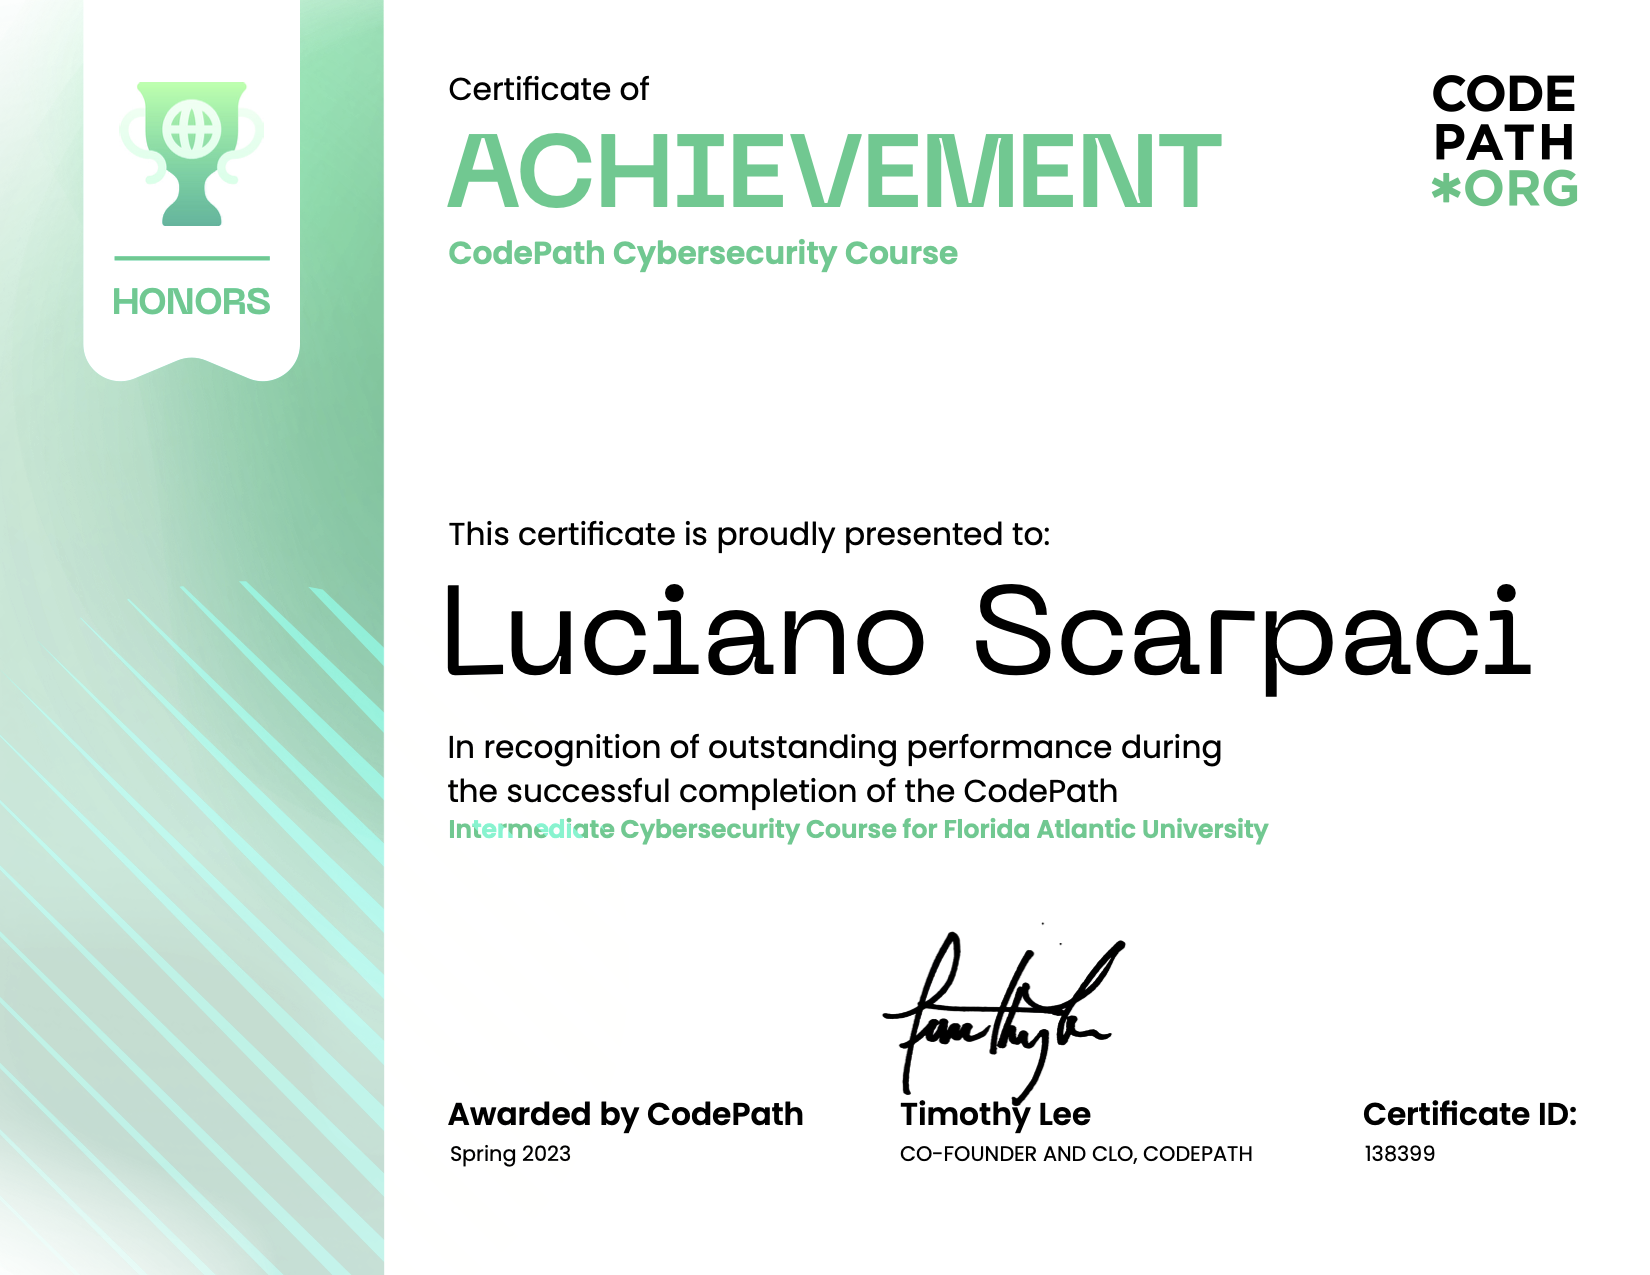 HONORS
Certificate of
ACHIEVEMENT
CodePath Cybersecurity Course
CODE
PATH
*ORG
This certificate is proudly presented to:
Luciano Scarpaci
In recognition of outstanding performance during
the successful completion of the CodePath
Intermediate Cybersecurity Course for Florida Atlantic University
Awarded by CodePath
Spring 2023
Timothy Lee
CO-FOUNDER AND CLO, CODEPATH
Certificate ID:
138399